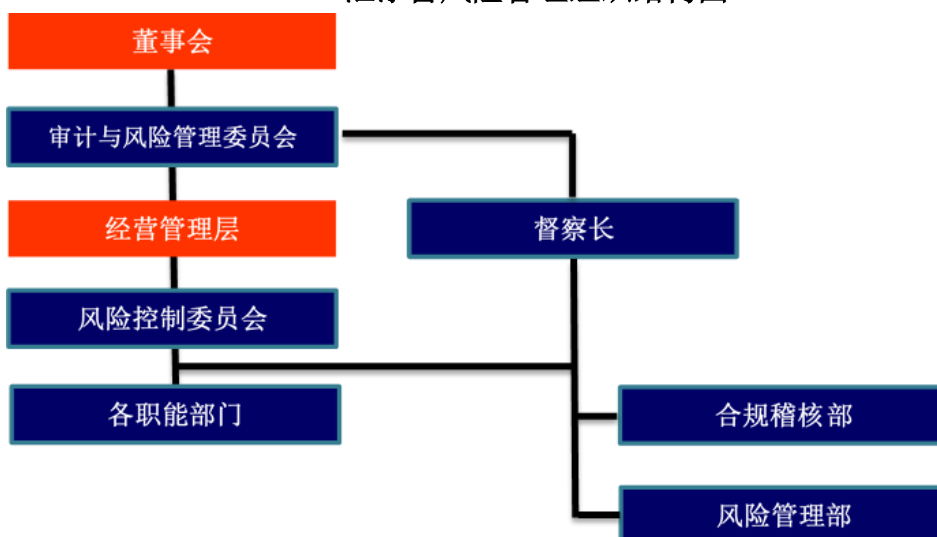 董事会
审计与风险管理委员会
经营管理层
督察长
风险控制委员会
各职能部门
合规稽核部
风险管理部